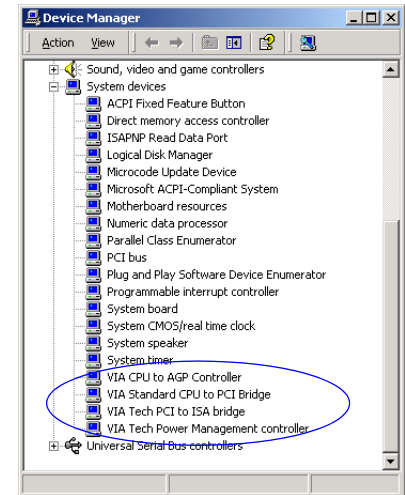 Device Manager
Action View
Sound, video and game controllers
System devices
ACPI Fixed Feature Button
Direct memory access controller
ISAPNP Read Data Port
Logical Disk Manager
Microcode Update Device
Microsoft ACPI-Compliant System
Motherboard resources
Numeric data processor
Parallel Class Enumerator
PCI bus
Plug and Play Software Device Enumerator
Programmable interrupt controller
System board
System CMOS/real time clock
System speaker
System timer
VIA CPU to AGP Controller
VIA Standard CPU to PCI Bridge
VIA Tech PCI to ISA bridge
VIA Tech Power Management controller
Universal Serial Bus controllers